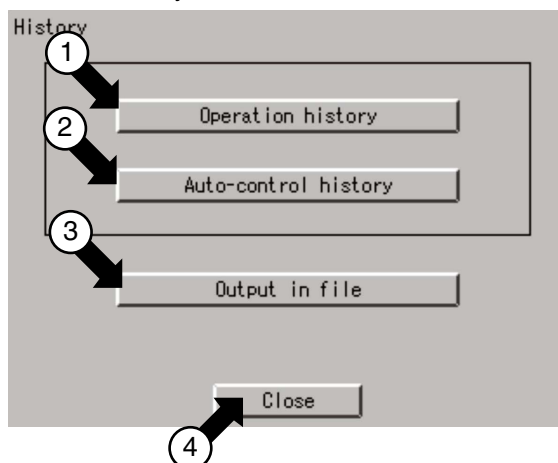 History
1
Operation history
2
Auto-control history
3
Output in file
Close
4